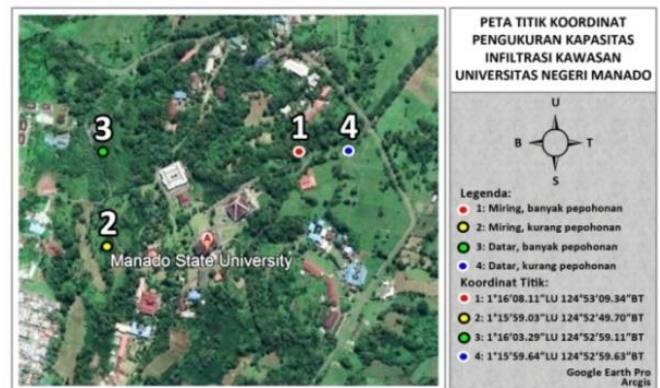 3
1
4
2
Manado State University
PETA TITIK KOORDINAT
PENGUKURAN KAPASITAS
INFILTRASI KAWASAN
UNIVERSITAS NEGERI MANADO
U
B
T
S
Legenda:
1: Miring, banyak pepohonan
2: Miring, kurang pepohonan
3: Datar, banyak pepohonan
4: Datar, kurang pepohonan
Koordinat Titik:
1: 1°16'08.11"LU 124°53'09.34"BT
2: 1°15'59.03"LU 124°52'49.70"BT
3: 1°16'03.29"LU 124°52'59.11"BT
4: 1°15'59.64"LU 124°52'59.63"BT
Google Earth Pro
Arcgis